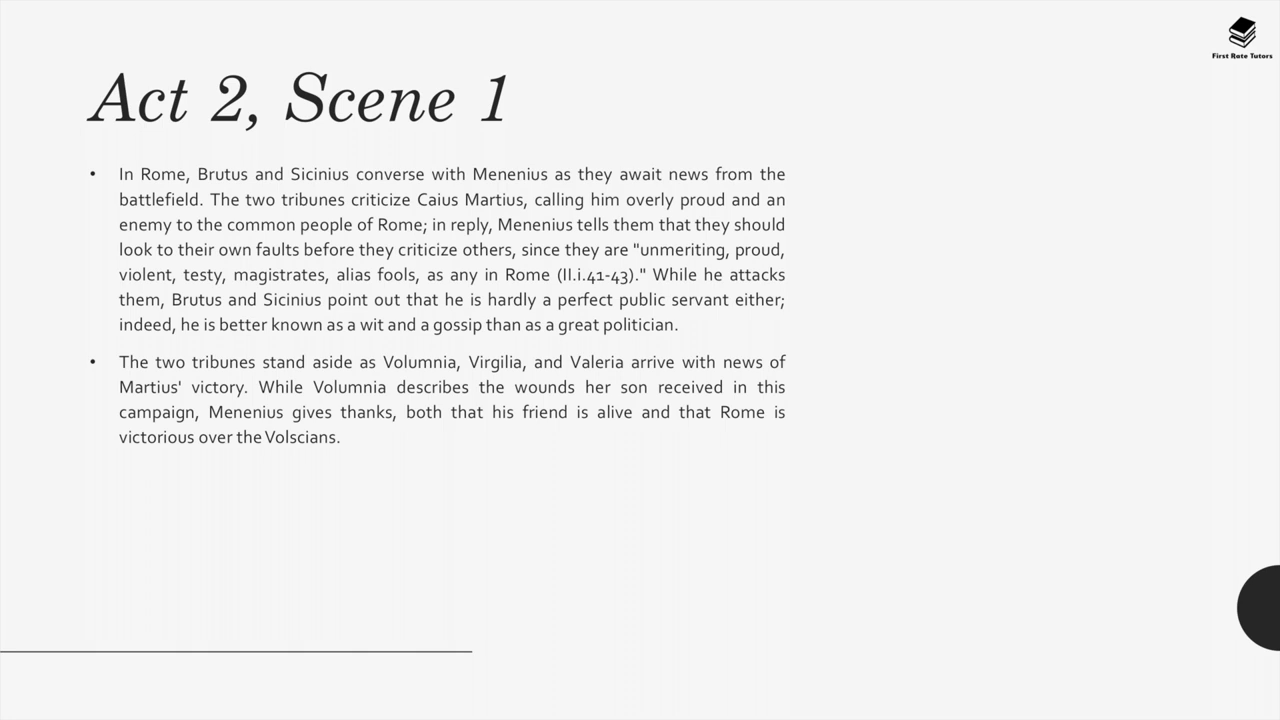 First Rate Tutors
Act 2, Scene 1
• In Rome, Brutus and Sicinius converse with Menenius as they await news from the
battlefield. The two tribunes criticize Caius Martius, calling him overly proud and an
enemy to the common people of Rome; in reply, Menenius tells them that they should
look to their own faults before they criticize others, since they are "unmeriting, proud,
violent, testy, magistrates, alias fools, as any in Rome (II.i.41-43)." While he attacks
them, Brutus and Sicinius point out that he is hardly a perfect public servant either;
indeed, he is better known as a wit and a gossip than as a great politician.
• The two tribunes stand aside as Volumnia, Virgilia, and Valeria arrive with news of
Martius' victory. While Volumnia describes the wounds her son received in this
campaign, Menenius gives thanks, both that his friend is alive and that Rome is
victorious over the Volscians.